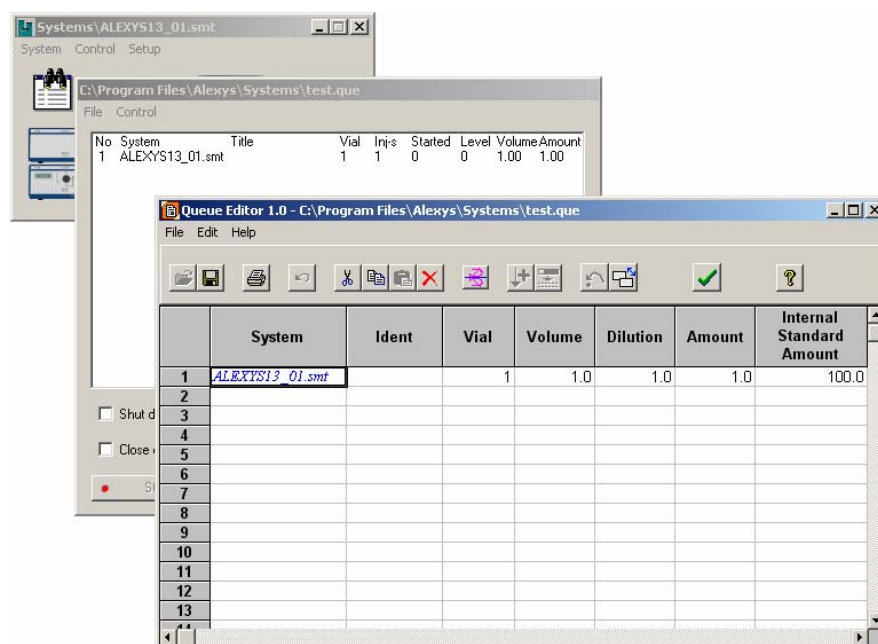 Systems\ALEXYS13_01.smt
System Control Setup
C:\Program Files\Alexys\Systems\test.que
File Control
No System Title Vial Inj-s Started Level Volume Amount
1 ALEXYS13_01.smt 1 1 0 0 1.00 1.00
Queue Editor 1.0 - C:\Program Files\Alexys\Systems\test.que
File Edit Help
System Ident Vial Volume Dilution Amount Internal Standard Amount
1 ALEXYS13_01.smt 1 1.0 1.0 1.0 100.0
2
3
4
5
6
7
8
9
10
11
12
13
Shut
Close